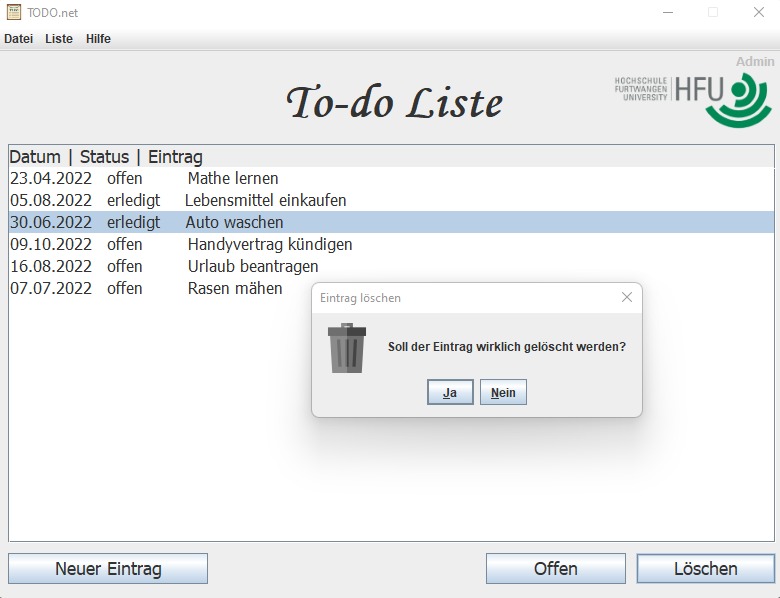 TODO.net
Datei Liste Hilfe
Admin
To-do Liste
HOCHSCHULE
FURTWANGEN
UNIVERSITY
HFU
Datum | Status | Eintrag
23.04.2022 offen Mathe lernen
05.08.2022 erledigt Lebensmittel einkaufen
30.06.2022 erledigt Auto waschen
09.10.2022 offen Handyvertrag kündigen
16.08.2022 offen Urlaub beantragen
07.07.2022 offen Rasen mähen
Eintrag löschen
Soll der Eintrag wirklich gelöscht werden?
Ja Nein
Neuer Eintrag Offen Löschen